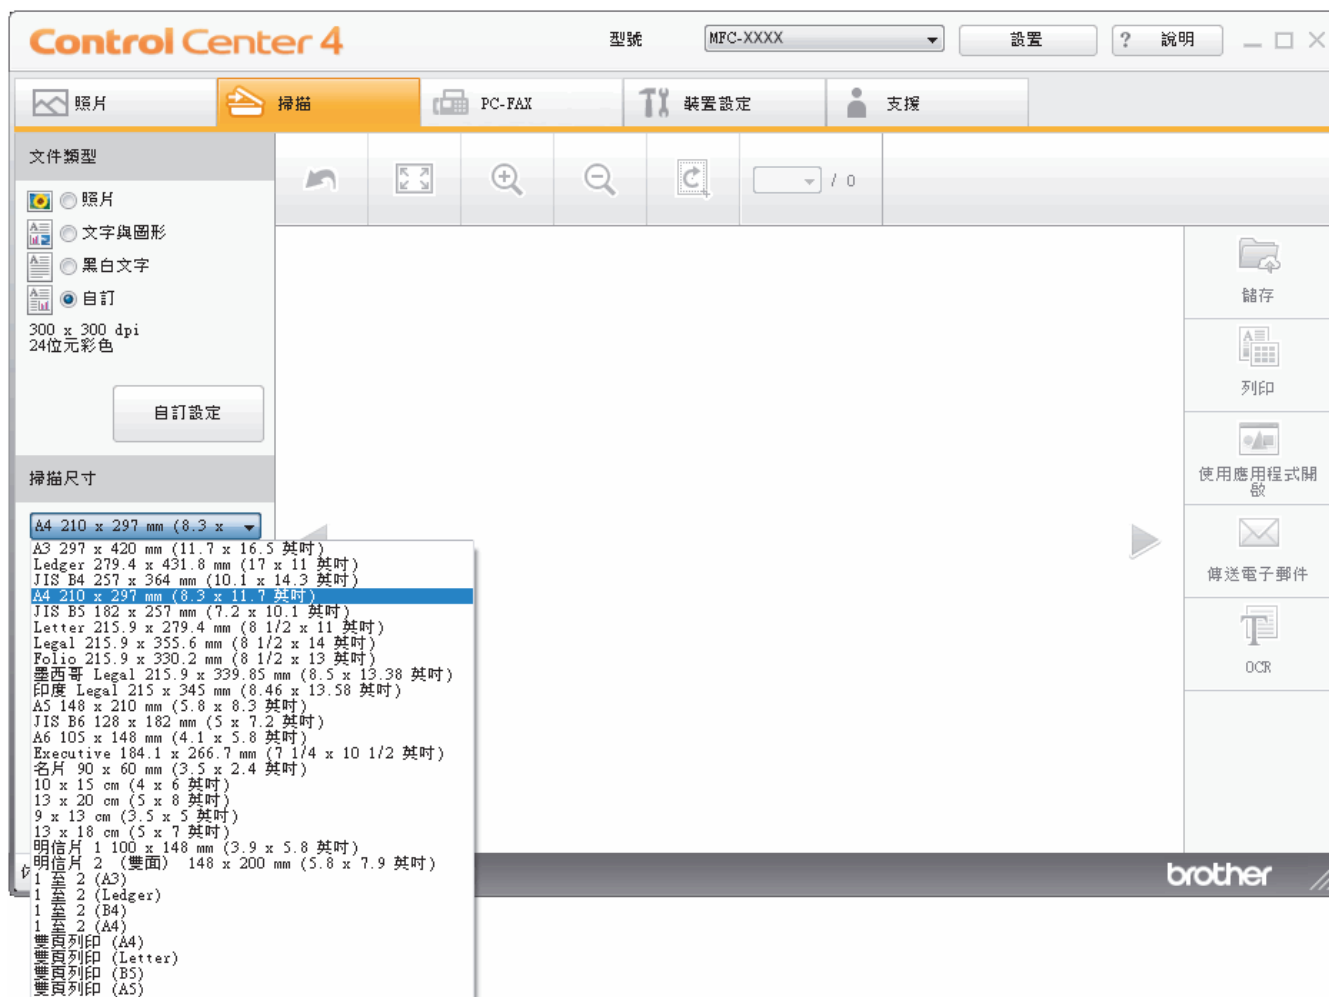 Control Center 4
型號
MFC-XXXX
設置
? 說明
照片
掃描
PC-FAX
裝置設定
支援
文件類型
照片
文字與圖形
黑白文字
自訂
300 x 300 dpi
24位元彩色
自訂設定
/ 0
儲存
列印
使用應用程式開
啟
傳送電子郵件
OCR
掃描尺寸
A4 210 x 297 mm (8.3 x
A3 297 x 420 mm (11.7 x 16.5 英吋)
Ledger 279.4 x 431.8 mm (17 x 11 英吋)
JIS B4 257 x 364 mm (10.1 x 14.3 英吋)
A4 210 x 297 mm (8.3 x 11.7 英吋)
JIS B5 182 x 257 mm (7.2 x 10.1 英吋)
Letter 215.9 x 279.4 mm (8 1/2 x 11 英吋)
Legal 215.9 x 355.6 mm (8 1/2 x 14 英吋)
Folio 215.9 x 330.2 mm (8 1/2 x 13 英吋)
墨西哥 Legal 215.9 x 339.85 mm (8.5 x 13.38 英吋)
印度 Legal 215 x 345 mm (8.46 x 13.58 英吋)
A5 148 x 210 mm (5.8 x 8.3 英吋)
JIS B6 128 x 182 mm (5 x 7.2 英吋)
A6 105 x 148 mm (4.1 x 5.8 英吋)
Executive 184.1 x 266.7 mm (7 1/4 x 10 1/2 英吋)
名片 90 x 60 mm (3.5 x 2.4 英吋)
10 x 15 cm (4 x 6 英吋)
13 x 20 cm (5 x 8 英吋)
9 x 13 cm (3.5 x 5 英吋)
13 x 18 cm (5 x 7 英吋)
明信片 1 100 x 148 mm (3.9 x 5.8 英吋)
明信片 2 (雙面) 148 x 200 mm (5.8 x 7.9 英吋)
1 至 2 (A3)
1 至 2 (Ledger)
1 至 2 (B4)
1 至 2 (A4)
雙頁列印 (A4)
雙頁列印 (Letter)
雙頁列印 (B5)
雙頁列印 (A5)
brother